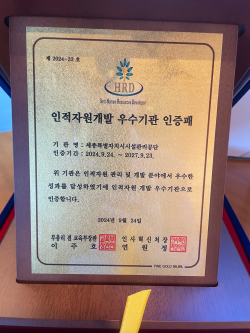 제 2024-23 호
HRD
Best Human Resources Developer
인적자원개발 우수기관 인증패
기 관 명 : 세종특별자치시시설관리공단
인증기간 : 2024.9.24. ~ 2027.9.23.
위 기관은 인적자원 관리 및 개발 분야에서 우수한
성과를 달성하였기에 인적자원 개발 우수기관으로
인증합니다.
2024년 9월 24일
부총리 겸 교육부장관
이 주 호
인사혁신처장
연 원 정
FINE GOLD